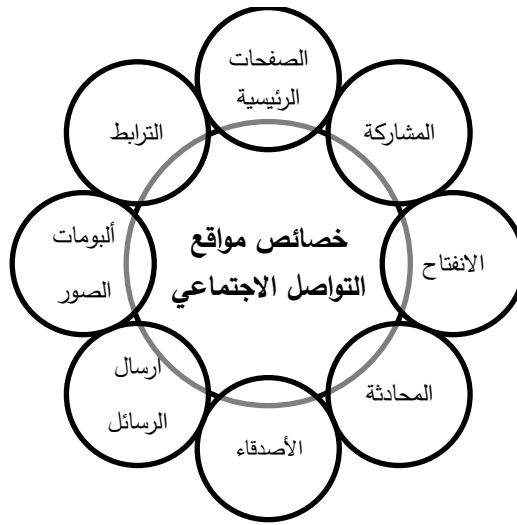 الصفحات
الرئيسية
المشاركة
الانفتاح
المحادثة
الأصدقاء
ارسال
الرسائل
ألبومات
الصور
الترابط
خصائص مواقع
التواصل الاجتماعي